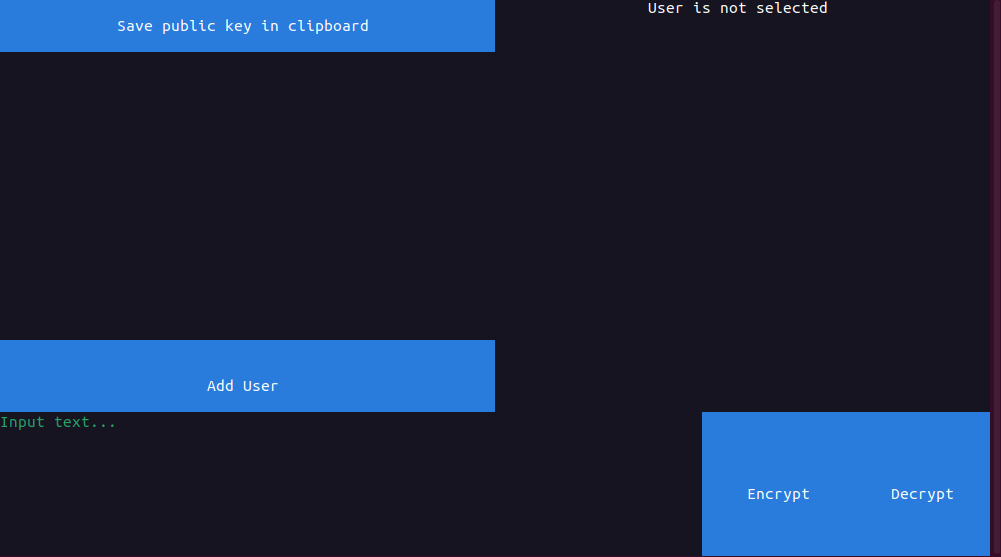 Save public key in clipboard
User is not selected
Add User
Input text...
Encrypt
Decrypt